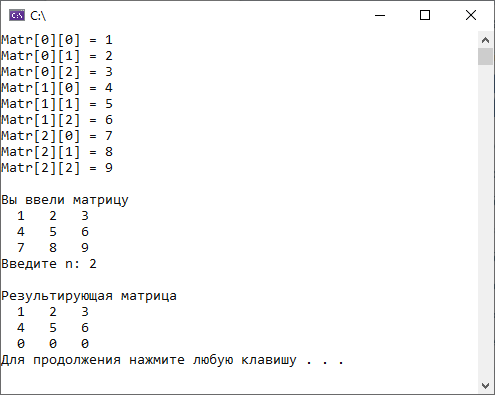 C:\
Matr[0][0] = 1
Matr[0][1] = 2
Matr[0][2] = 3
Matr[1][0] = 4
Matr[1][1] = 5
Matr[1][2] = 6
Matr[2][0] = 7
Matr[2][1] = 8
Matr[2][2] = 9

Вы ввели матрицу
  1   2   3
  4   5   6
  7   8   9
Введите n: 2

Результирующая матрица
  1   2   3
  4   5   6
  0   0   0
Для продолжения нажмите любую клавишу . . .